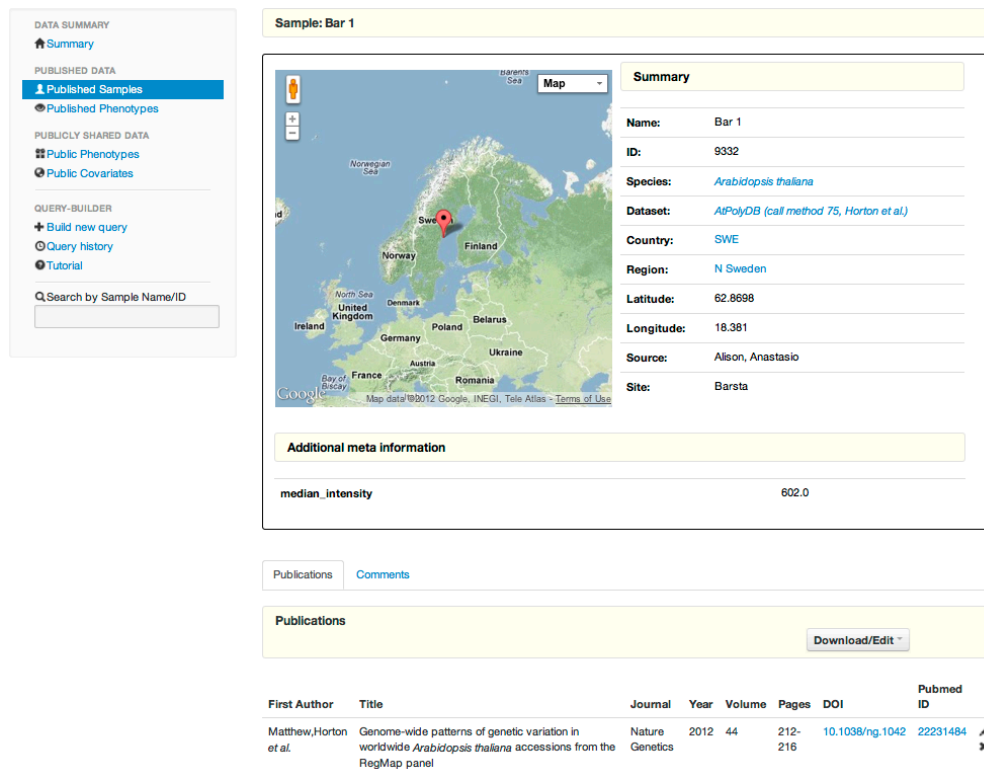 DATA SUMMARY
Summary
PUBLISHED DATA
Published Samples
Published Phenotypes
PUBLICLY SHARED DATA
Public Phenotypes
Public Covariates
QUERY-BUILDER
Build new query
Query history
Tutorial
Search by Sample Name/ID
Sample: Bar 1
Barents
Sea
Map
Norwegian
Sea
Finland
Norway
North Sea
Denmark
United
Kingdom
Ireland
Poland
Belarus
Germany
Ukraine
Austria
Bay of
Biscay
France
Romania
Google
Map data ©2012 Google, INEGI, Tele Atlas - Terms of Use
Summary
Name: Bar 1
ID: 9332
Species: Arabidopsis thaliana
Dataset: AtPolyDB (call method 75, Horton et al.)
Country: SWE
Region: N Sweden
Latitude: 62.8698
Longitude: 18.381
Source: Alison, Anastasio
Site: Barsta
Additional meta information
median_intensity 602.0
Publications Comments
Publications
Download/Edit
First Author Title Journal Year Volume Pages DOI Pubmed ID
Matthew,Horton et al. Genome-wide patterns of genetic variation in worldwide Arabidopsis thaliana accessions from the RegMap panel Nature Genetics 2012 44 212-216 10.1038/ng.1042 22231484